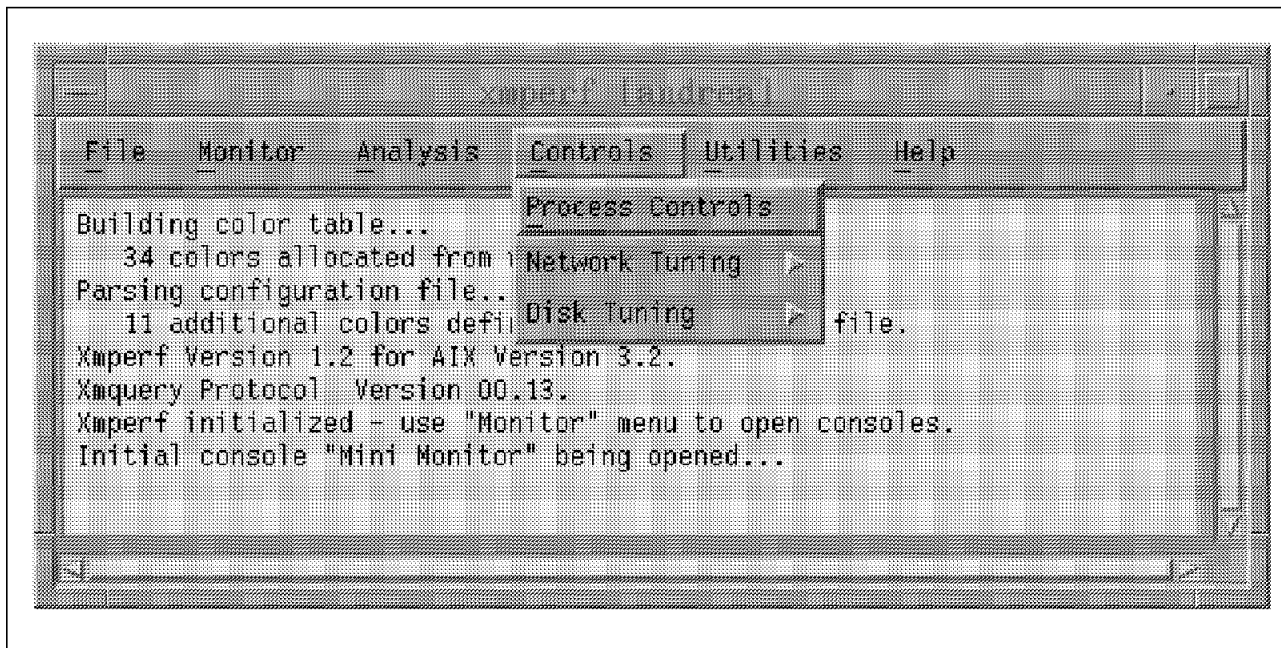 xmperf [andrea]
File Monitor Analysis Controls Utilities Help
Process Controls
Network Tuning
Disk Tuning
Building color table...
34 colors allocated from
Parsing configuration file..
11 additional colors defi file.
Xmperf Version 1.2 for AIX Version 3.2.
Xmquery Protocol Version 00.13.
Xmperf initialized - use "Monitor" menu to open consoles.
Initial console "Mini Monitor" being opened...